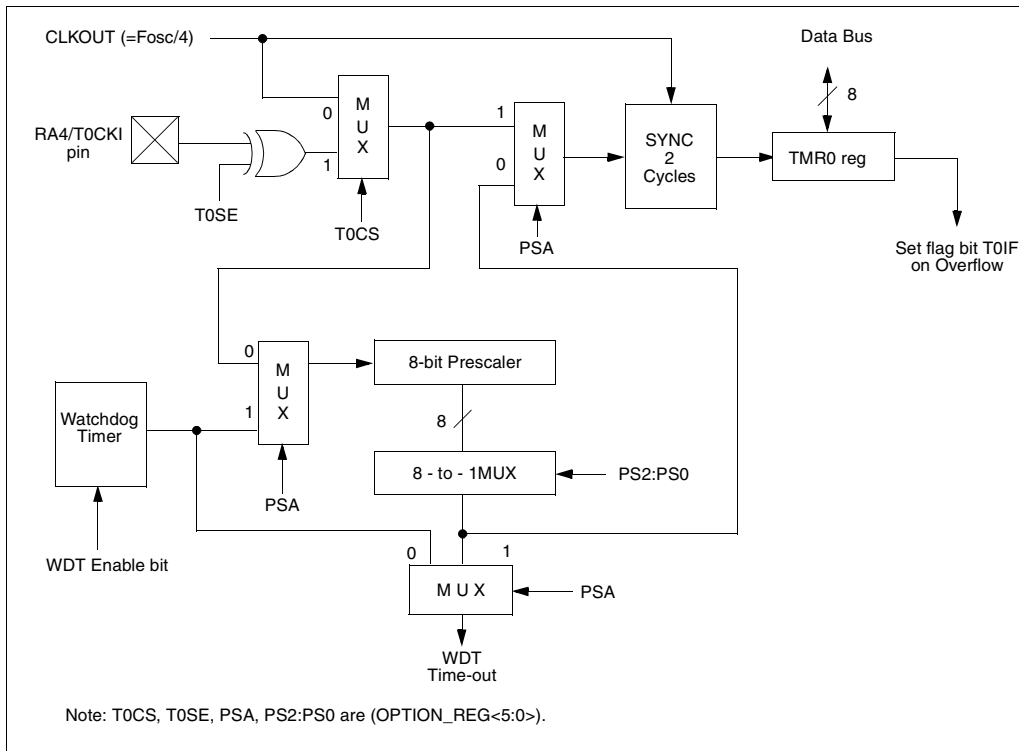 CLKOUT (=Fosc/4)
Data Bus
8
RA4/T0CKI
pin
T0SE
0
1
M
U
X
T0CS
1
0
M
U
X
PSA
SYNC
2
Cycles
TMR0 reg
Set flag bit T0IF
on Overflow
0
1
M
U
X
PSA
8-bit Prescaler
8
Watchdog
Timer
8 - to - 1MUX
PS2:PS0
WDT Enable bit
0
1
M U X
PSA
WDT
Time-out
Note: T0CS, T0SE, PSA, PS2:PS0 are (OPTION_REG<5:0>).